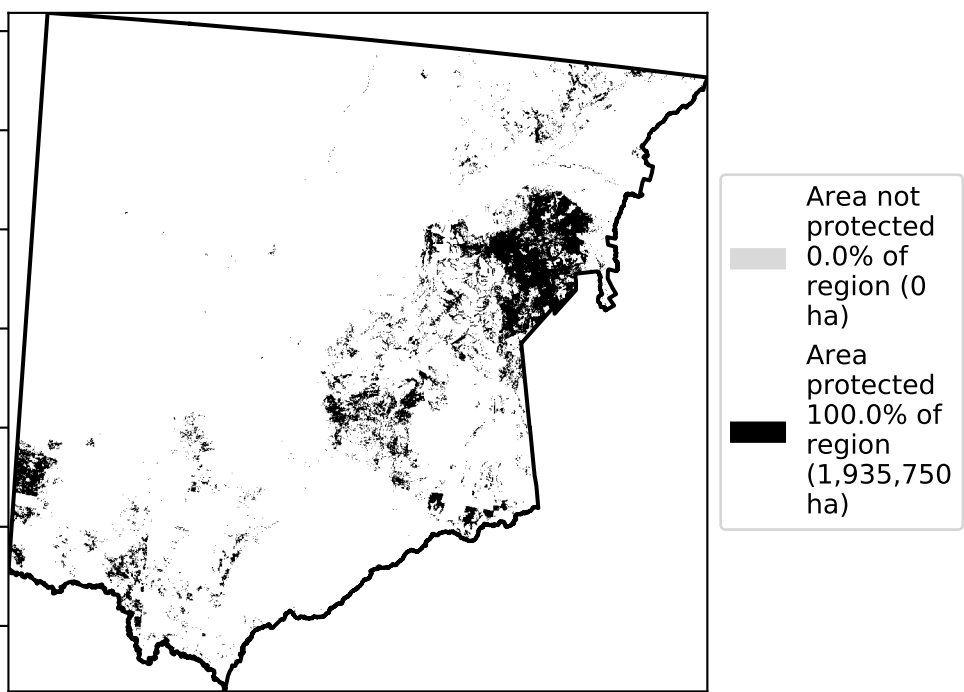 Area not
protected
0.0% of
region (0
ha)
Area
protected
100.0% of
region
(1,935,750
ha)